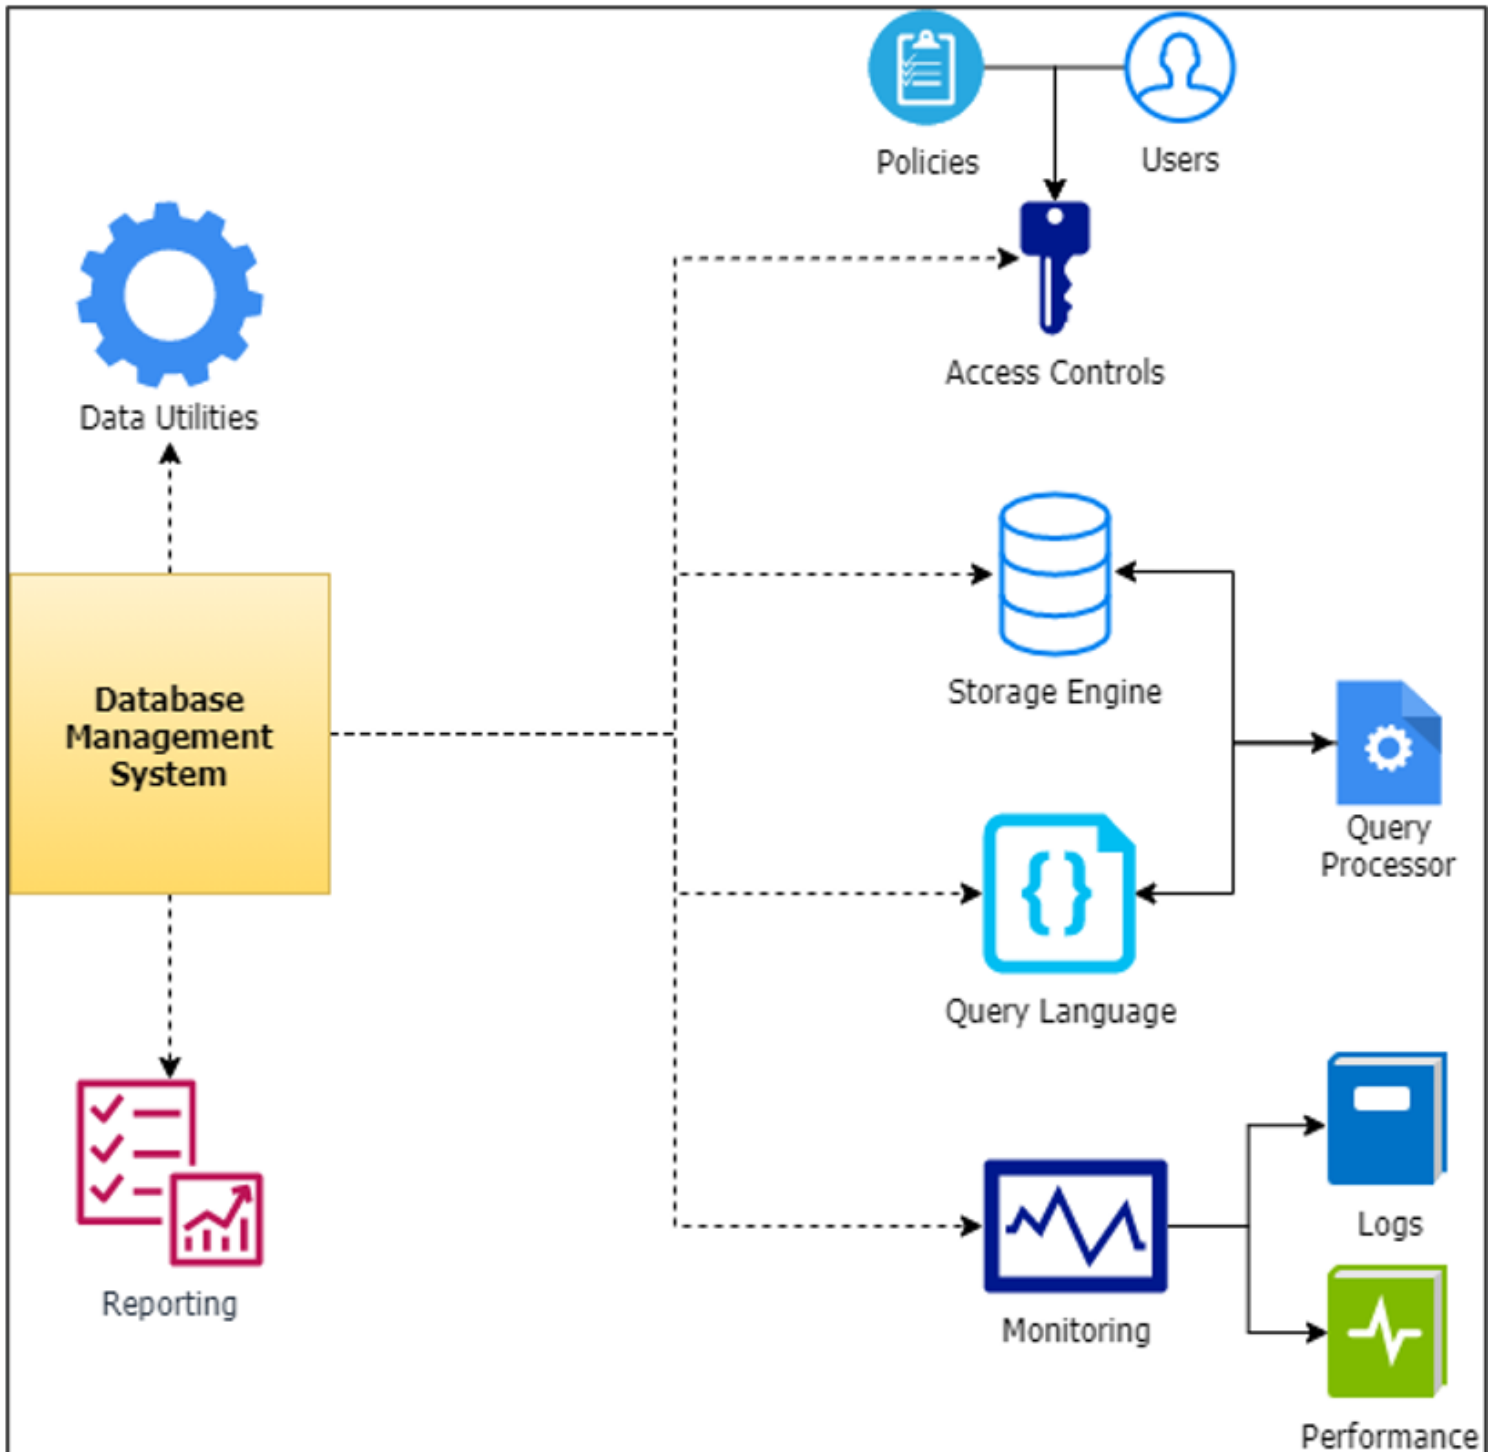 Policies
Users
Access Controls
Data Utilities
Storage Engine
Database
Management
System
Query
Processor
Query Language
Logs
Reporting
Monitoring
Performance